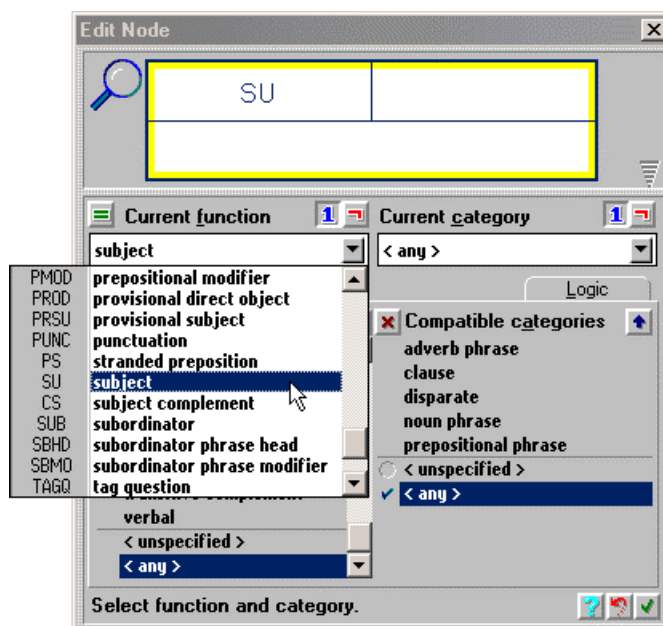 Edit Node
SU
Current function 1
Current category 1
subject
< any >
PMOD prepositional modifier
PROD provisional direct object
PRSU provisional subject
PUNC punctuation
PS stranded preposition
SU subject
CS subject complement
SUB subordinator
SBHD subordinator phrase head
SBMO subordinator phrase modifier
TAGQ tag question
verbal
< unspecified >
< any >
Logic
Compatible categories
adverb phrase
clause
disparate
noun phrase
prepositional phrase
< unspecified >
< any >
Select function and category.
?